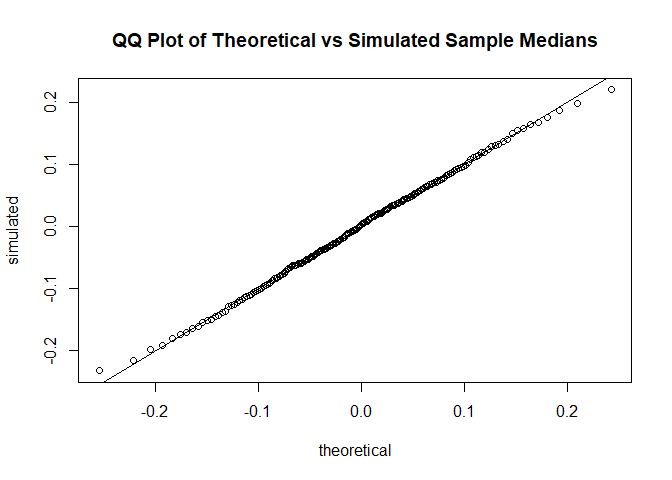 QQ Plot of Theoretical vs Simulated Sample Medians
simulated
0.2
0.1
0.0
-0.1
-0.2
-0.2 -0.1 0.0 0.1 0.2
theoretical